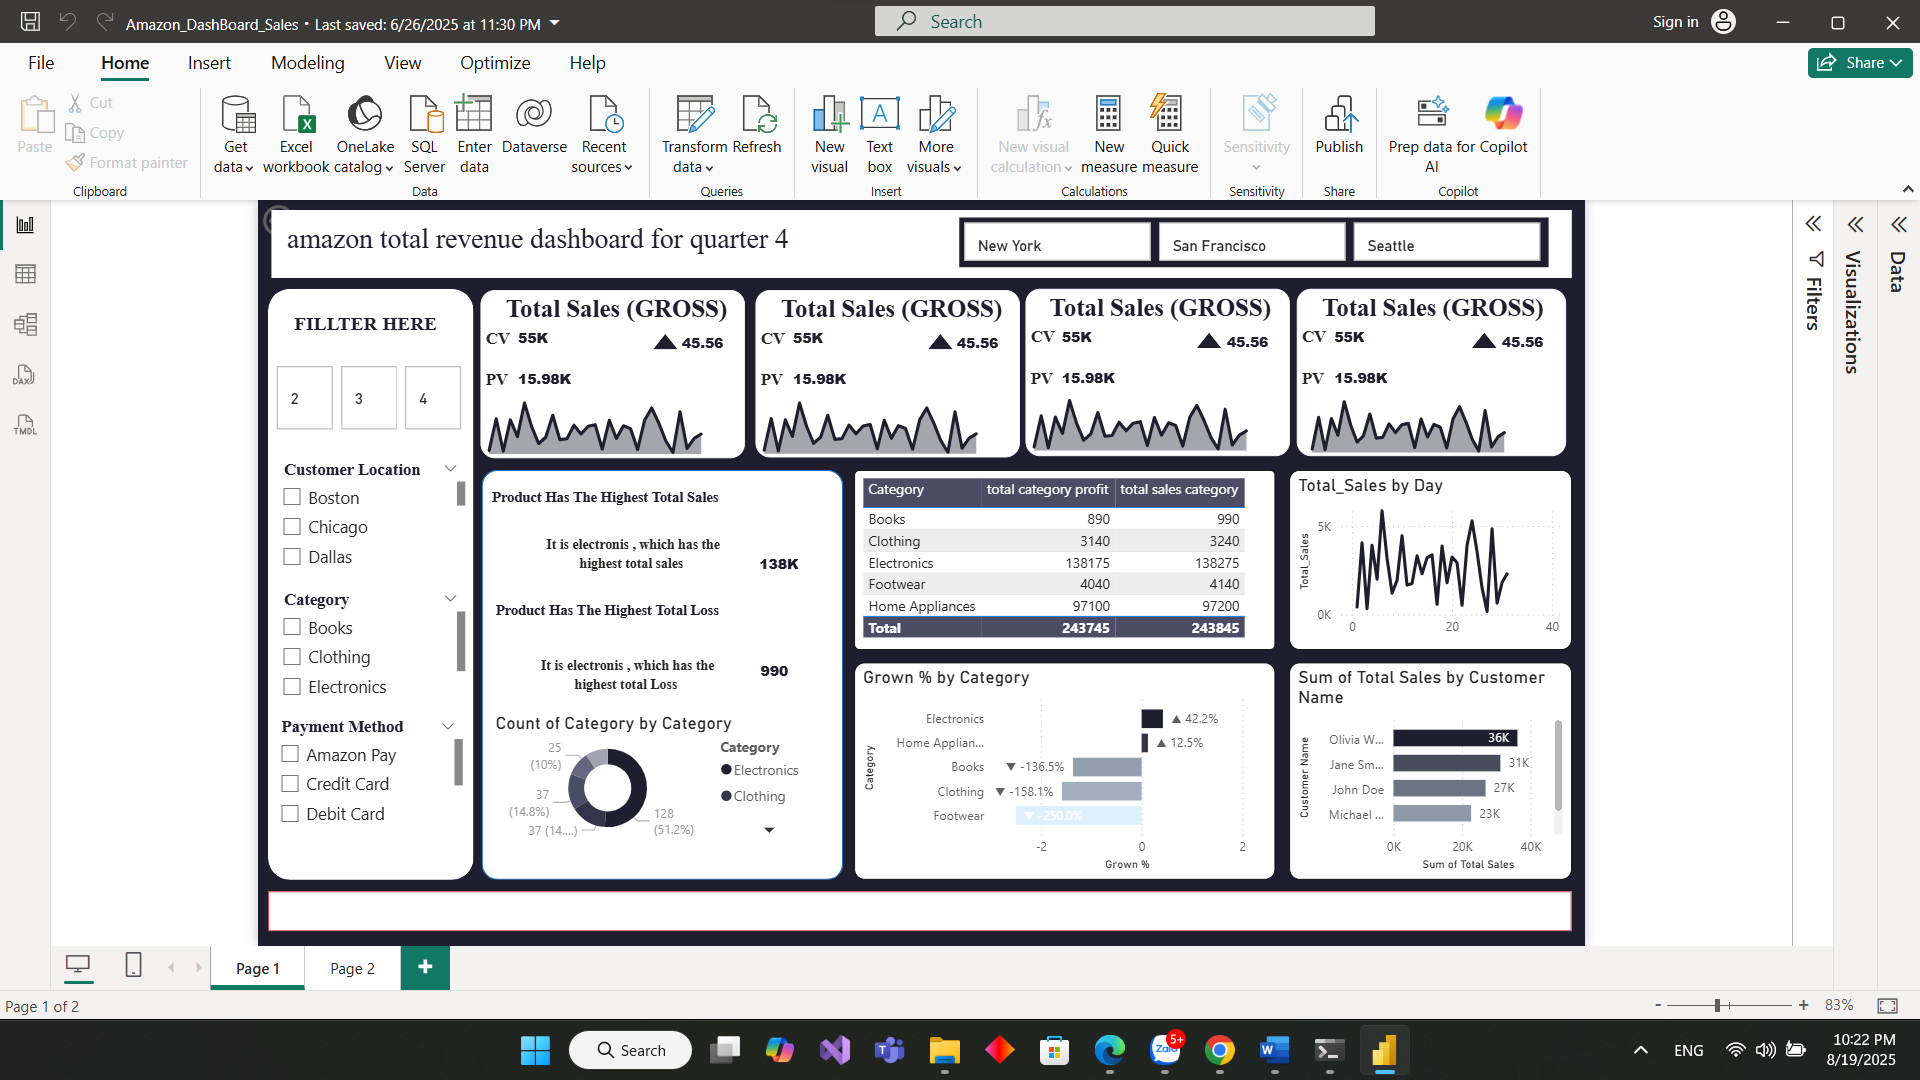 Amazon_DashBoard_Sales • Last saved: 6/26/2025 at 11:30 PM
Search
Sign in
File
Home
Insert
Modeling
View
Optimize
Help
Share
Paste
Cut
Copy
Format painter
Clipboard
Get data
Excel workbook
OneLake catalog
SQL Server
Enter data
Dataverse
Recent sources
Data
Transform data
Refresh
Queries
New visual
Text box
More visuals
Insert
New visual calculation
New measure
Quick measure
Calculations
Sensitivity
Sensitivity
Publish
Share
Prep data for AI
Copilot
Copilot
amazon total revenue dashboard for quarter 4
New York
San Francisco
Seattle
Filters
Visualizations
Data
DAX
TMDL
FILLTER HERE
2
3
4
Customer Location
Boston
Chicago
Dallas
Category
Books
Clothing
Electronics
Payment Method
Amazon Pay
Credit Card
Debit Card
Total Sales (GROSS)
CV 55K
45.56
PV 15.98K
Total Sales (GROSS)
CV 55K
45.56
PV 15.98K
Total Sales (GROSS)
CV 55K
45.56
PV 15.98K
Total Sales (GROSS)
CV 55K
45.56
PV 15.98K
Product Has The Highest Total Sales
It is electronis , which has the
highest total sales
138K
Product Has The Highest Total Loss
It is electronis , which has the
highest total Loss
990
Count of Category by Category
25
(10%)
37
(14.8%)
37 (14....)
128
(51.2%)
Category
Electronics
Clothing
Category total category profit total sales category
Books 890 990
Clothing 3140 3240
Electronics 138175 138275
Footwear 4040 4140
Home Appliances 97100 97200
Total 243745 243845
Total_Sales by Day
Total_Sales
5K
0K
0 20 40
Grown % by Category
Category
Electronics 42.2%
Home Applian... 12.5%
Books -136.5%
Clothing -158.1%
Footwear -250.0%
-2 0 2
Grown %
Sum of Total Sales by Customer
Name
Customer Name
Olivia W... 36K
Jane Sm... 31K
John Doe 27K
Michael ... 23K
0K 20K 40K
Sum of Total Sales
Page 1
Page 2
+
Page 1 of 2
- + 83%
Search
Zalo
5+
ENG
10:22 PM
8/19/2025